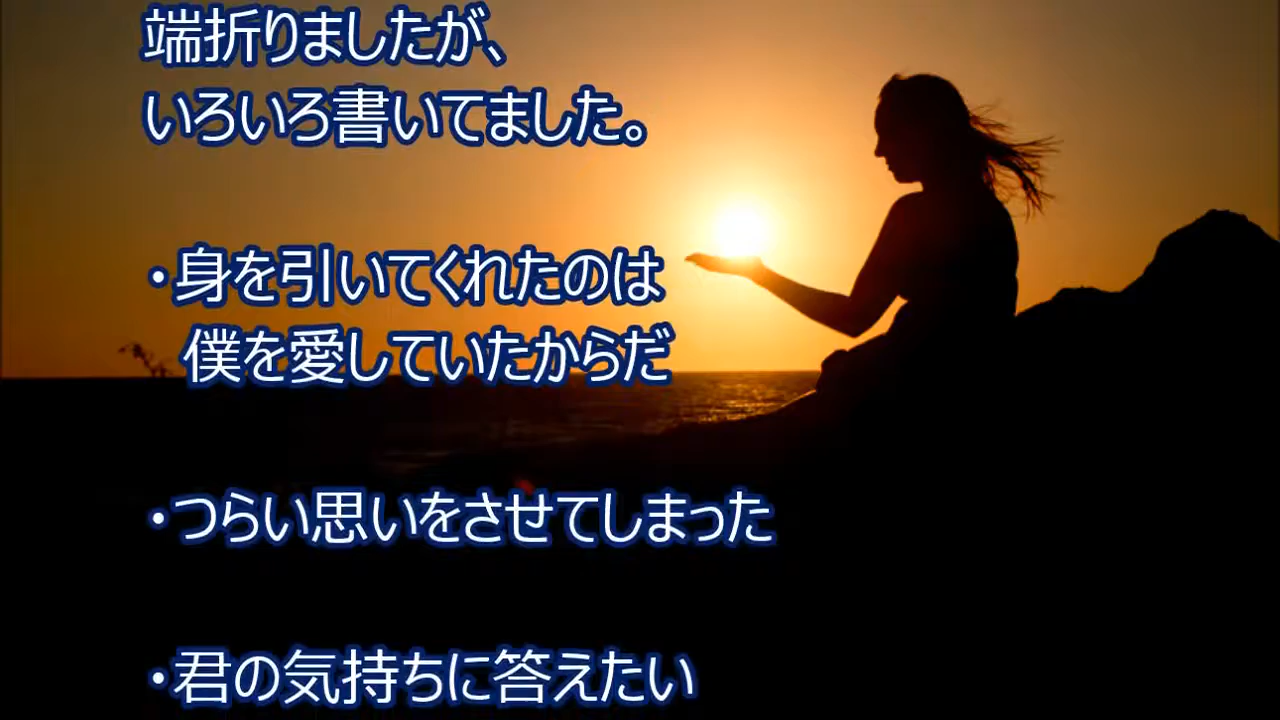 端折りましたが、
いろいろ書いてました。
・身を引いてくれたのは
僕を愛していたからだ
・つらい思いをさせてしまった
・君の気持ちに答えたい